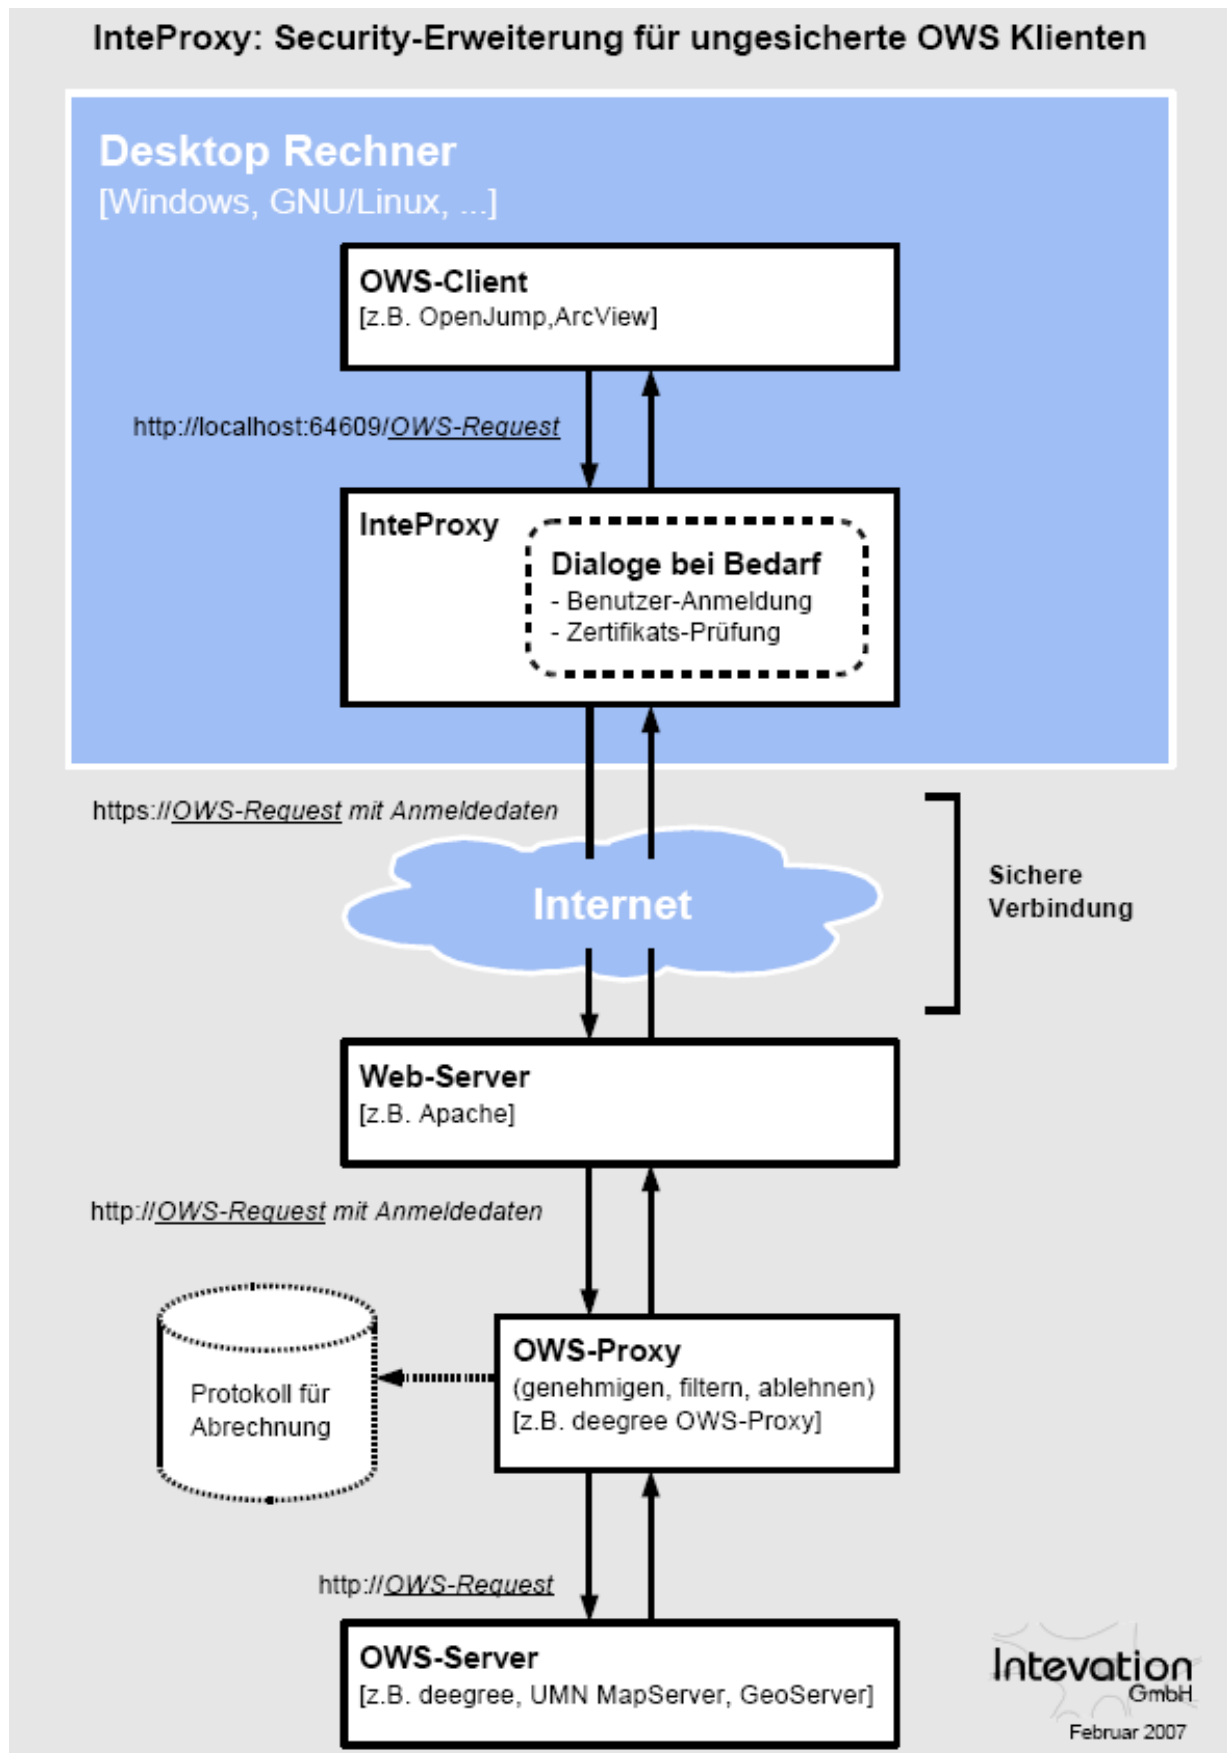 InteProxy: Security-Erweiterung für ungesicherte OWS Klienten
Desktop Rechner
[Windows, GNU/Linux, ...]
OWS-Client
[z.B. OpenJump,ArcView]
http://localhost:64609/OWS-Request
InteProxy
Dialoge bei Bedarf
- Benutzer-Anmeldung
- Zertifikats-Prüfung
https://OWS-Request mit Anmeldedaten
Internet
Sichere
Verbindung
Web-Server
[z.B. Apache]
http://OWS-Request mit Anmeldedaten
OWS-Proxy
(genehmigen, filtern, ablehnen)
[z.B. deegree OWS-Proxy]
Protokoll für
Abrechnung
http://OWS-Request
OWS-Server
[z.B. deegree, UMN MapServer, GeoServer]
Intevation
GmbH
Februar 2007